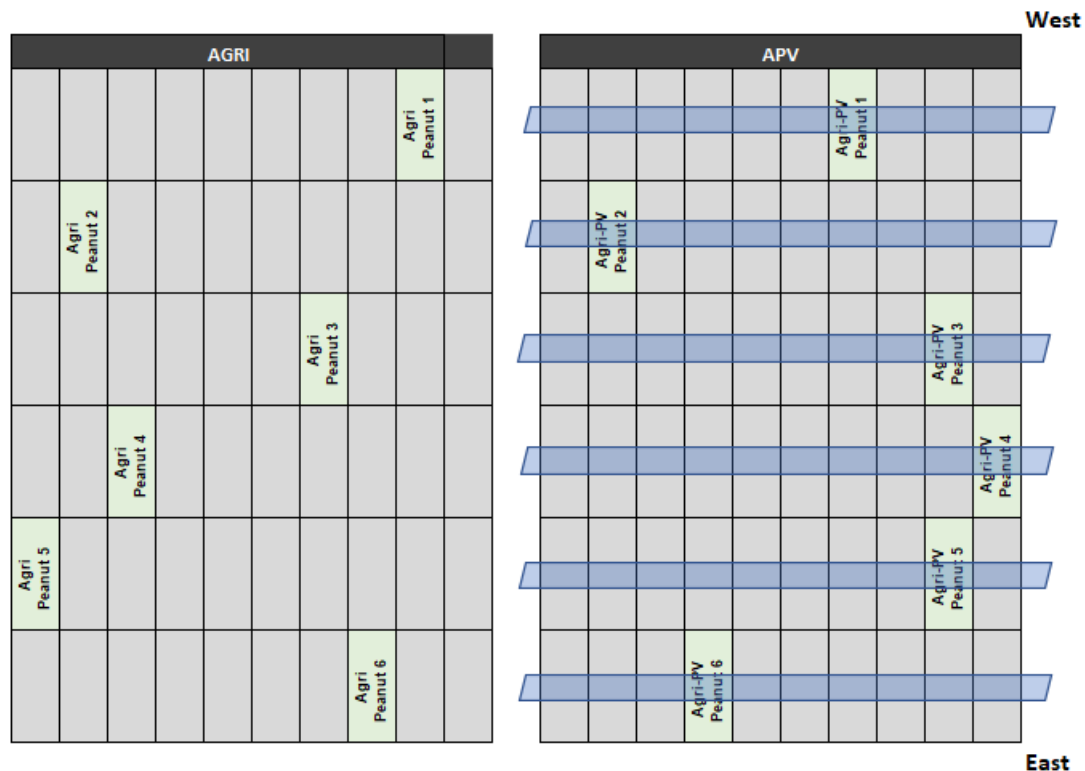 West
AGRI
APV
Agri
Peanut 1
Agri-PV
Peanut 1
Agri
Peanut 2
Agri-PV
Peanut 2
Agri
Peanut 3
Agri-PV
Peanut 3
Agri
Peanut 4
Agri-PV
Peanut 4
Agri
Peanut 5
Agri-PV
Peanut 5
Agri
Peanut 6
Agri-PV
Peanut 6
East